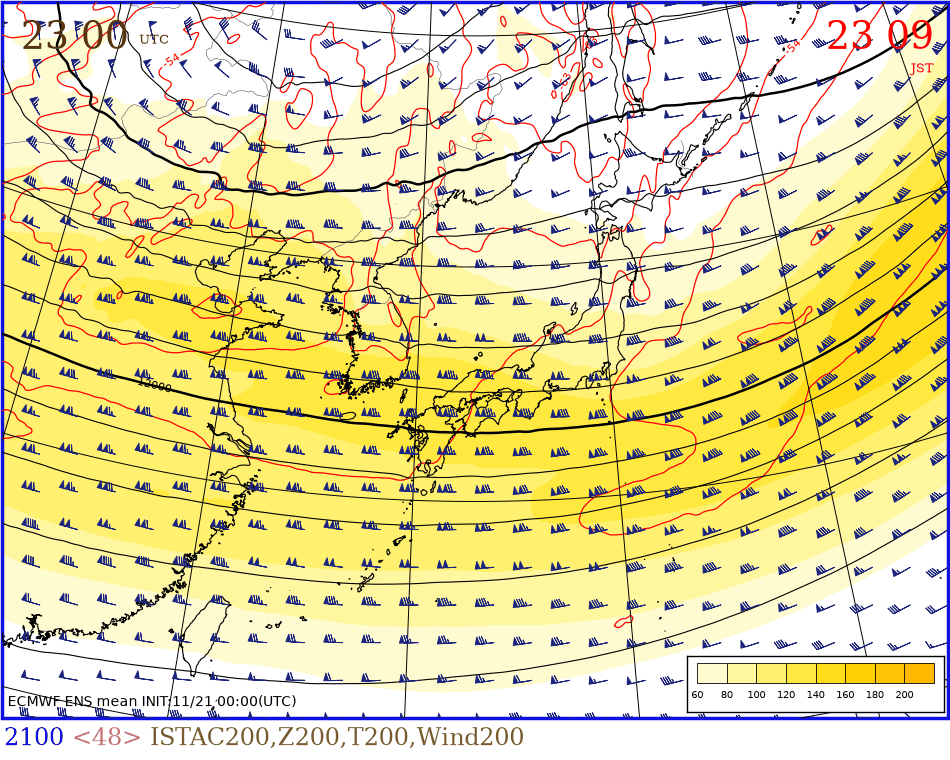 23 00 UTC
23 09
JST
-54
-54
12000
60 80 100 120 140 160 180 200
ECMWF ENS mean INIT:11/21 00:00(UTC)
2100 <48> ISTAC200,Z200,T200,Wind200